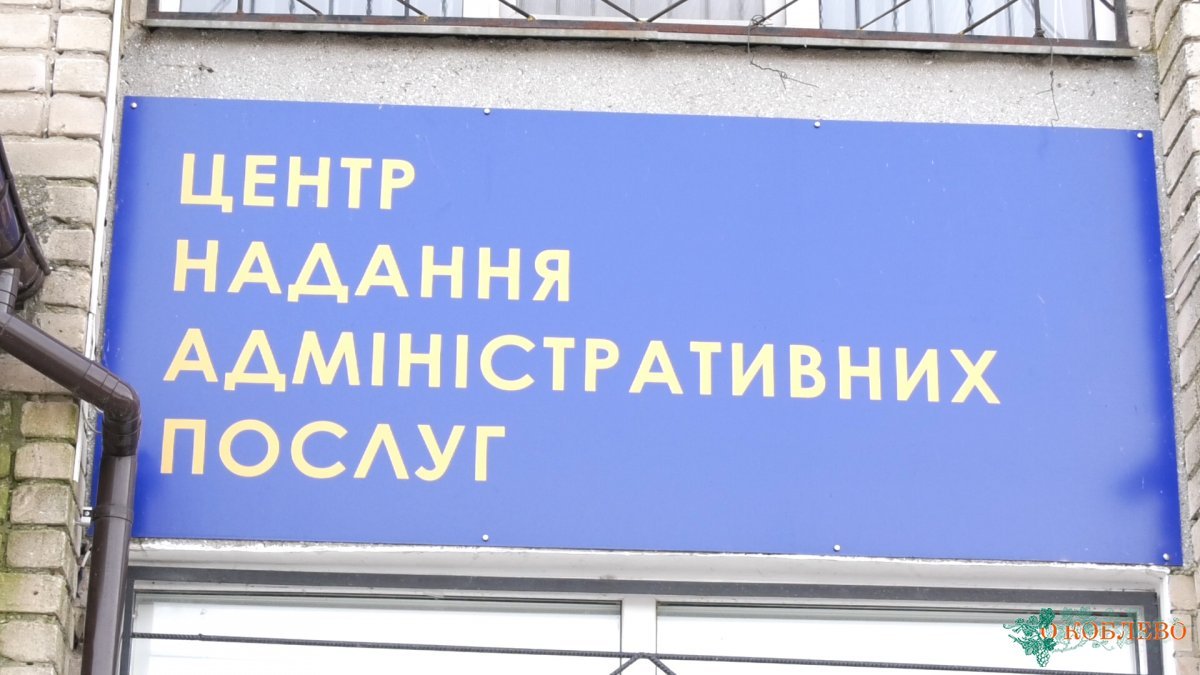 ЦЕНТР
НАДАННЯ
АДМІНІСТРАТИВНИХ
ПОСЛУГ
О КОБЛЕВО